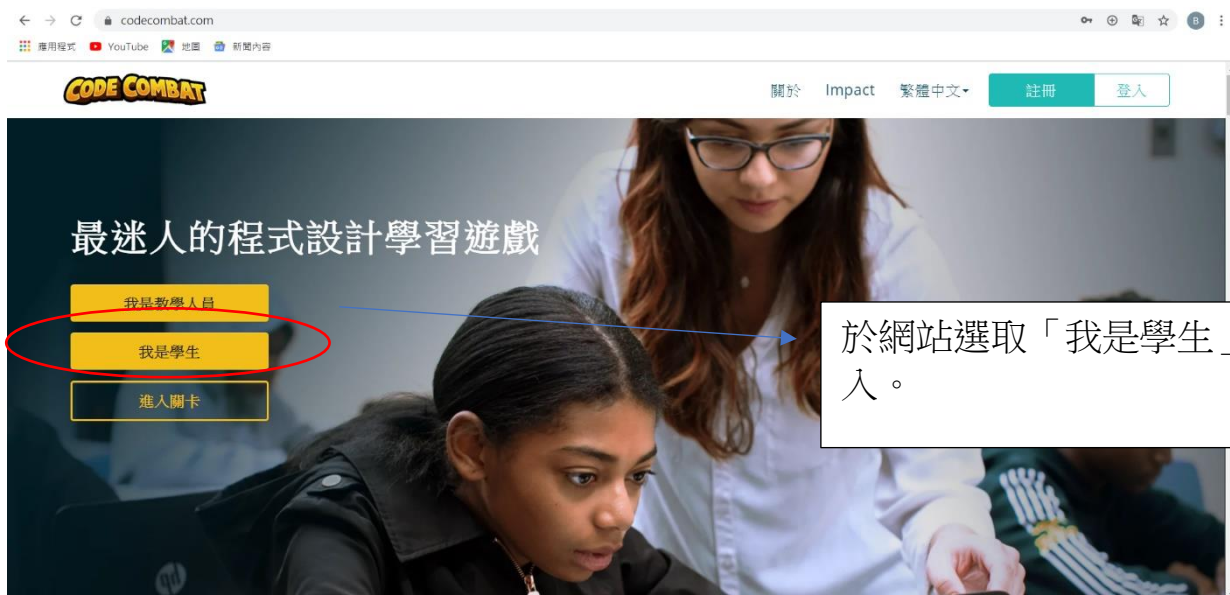 codecombat.com
B
應用程式 YouTube 地圖 新聞內容
CODE COMBAT
關於 Impact 繁體中文 註冊 登入
最迷人的程式設計學習遊戲
我是教學人員
我是學生
進入關卡
於網站選取「我是學生」
入。
hp